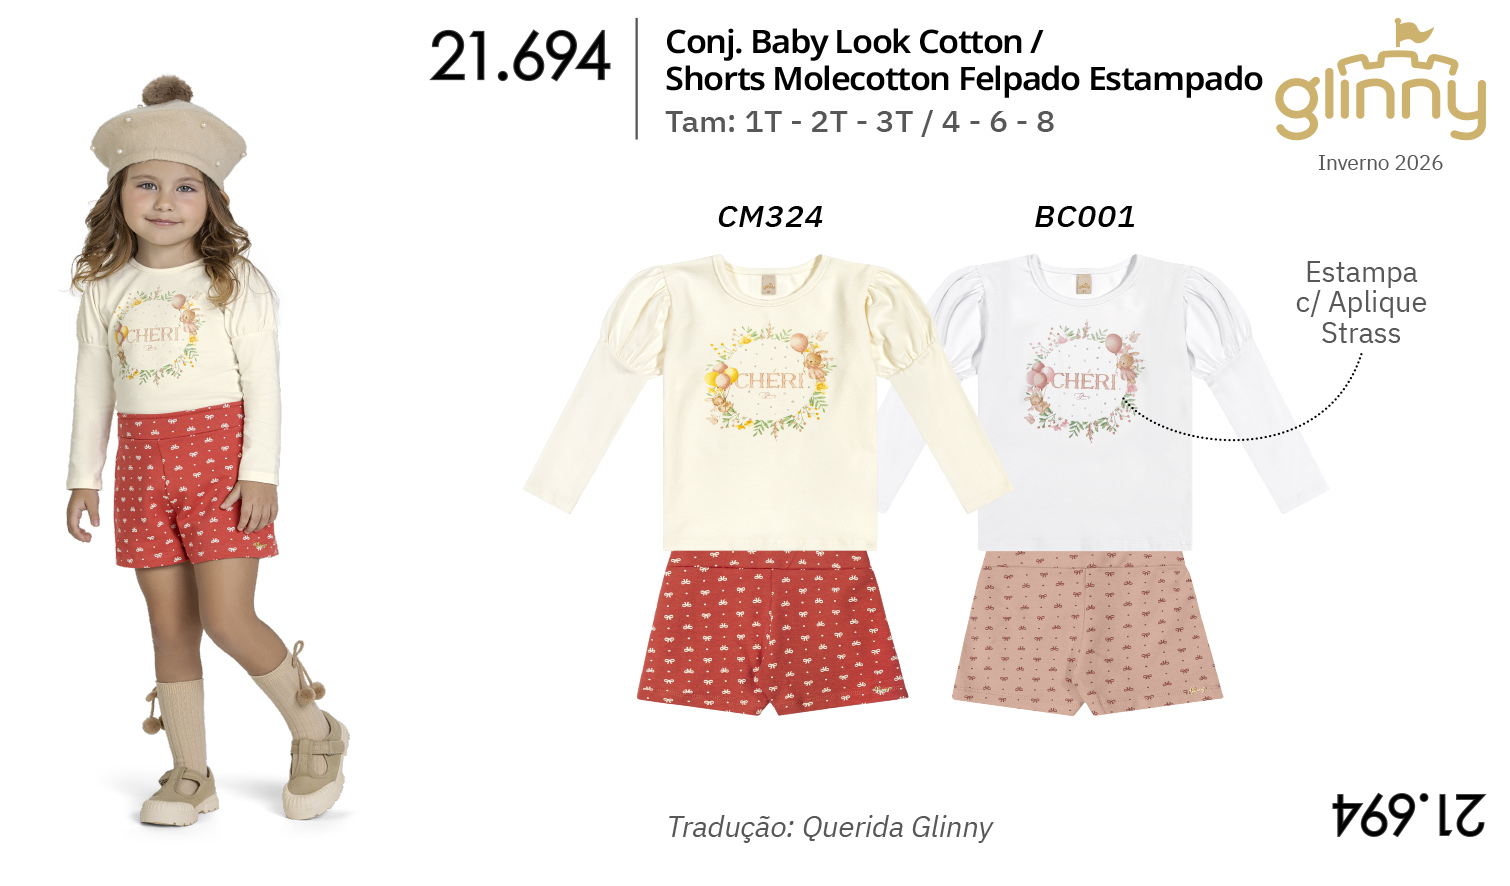 21.694
Conj. Baby Look Cotton /
Shorts Molecotton Felpado Estampado
Tam: 1T - 2T - 3T / 4 - 6 - 8
glinny
Inverno 2026
CM324
BC001
Estampa
c/ Aplique
Strass
CHÉRI
CHÉRI
CHÉRI
Tradução: Querida Glinny
21.694